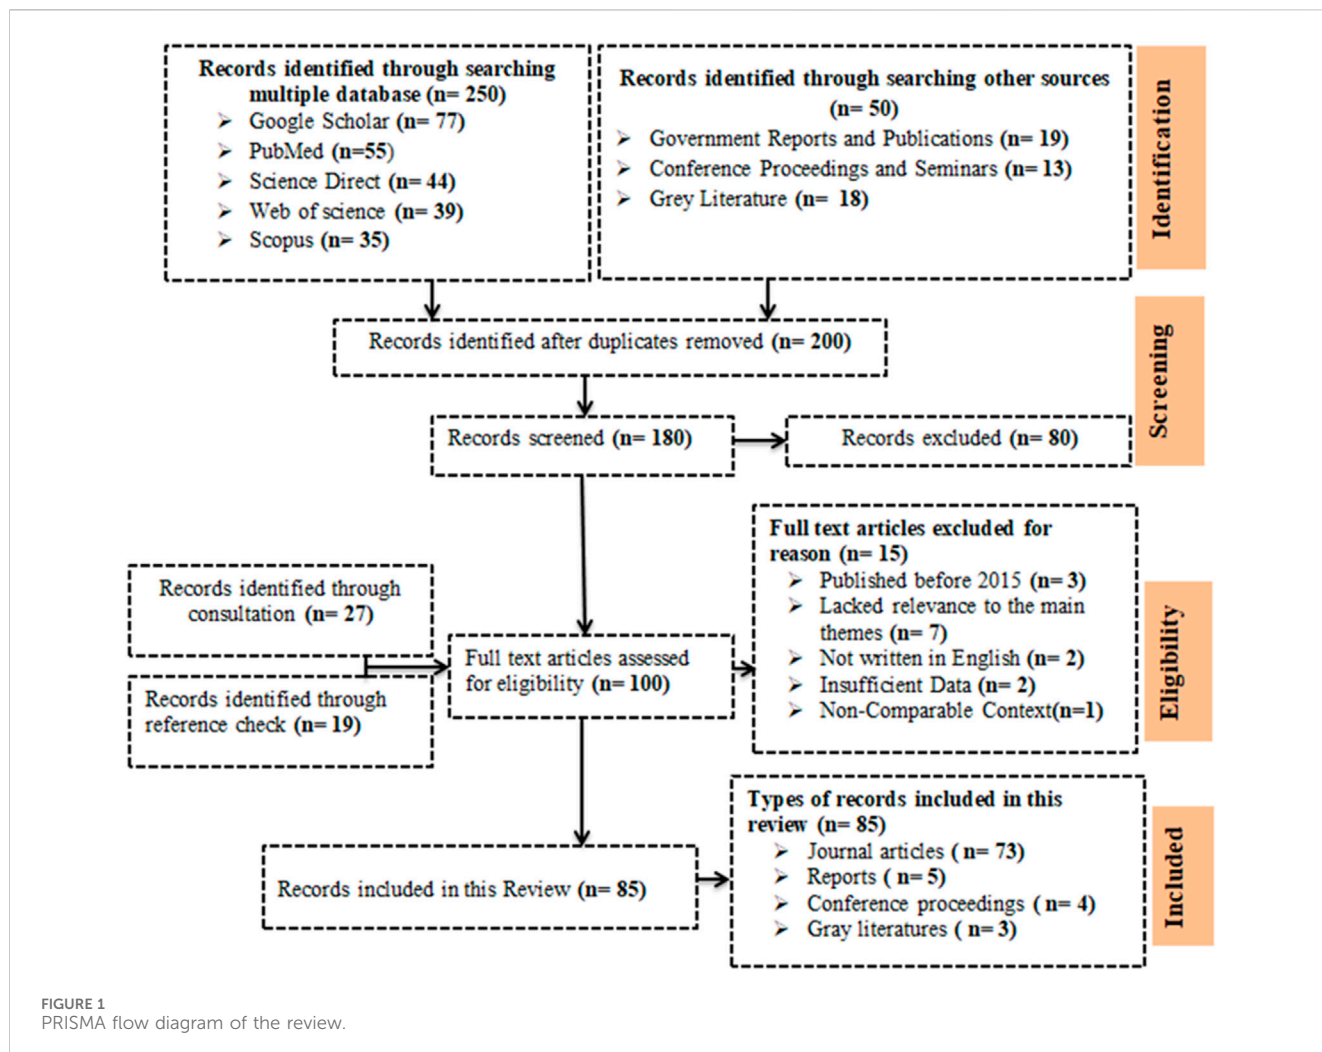 Records identified through searching
multiple database (n= 250)
➢ Google Scholar (n= 77)
➢ PubMed (n=55)
➢ Science Direct (n= 44)
➢ Web of science (n= 39)
➢ Scopus (n= 35)
Records identified through searching other sources
(n= 50)
➢ Government Reports and Publications (n= 19)
➢ Conference Proceedings and Seminars (n= 13)
➢ Grey Literature (n= 18)
Identification
Records identified after duplicates removed (n= 200)
Records screened (n= 180)
Records excluded (n= 80)
Screening
Records identified through
consultation (n= 27)
Records identified through
reference check (n= 19)
Full text articles assessed
for eligibility (n= 100)
Full text articles excluded for
reason (n= 15)
➢ Published before 2015 (n= 3)
➢ Lacked relevance to the main
themes (n= 7)
➢ Not written in English (n= 2)
➢ Insufficient Data (n= 2)
➢ Non-Comparable Context(n=1)
Eligibility
Records included in this Review (n= 85)
Types of records included in this
review (n= 85)
➢ Journal articles ( n= 73)
➢ Reports ( n= 5)
➢ Conference proceedings ( n= 4)
➢ Gray literatures ( n= 3)
Included
FIGURE 1
PRISMA flow diagram of the review.